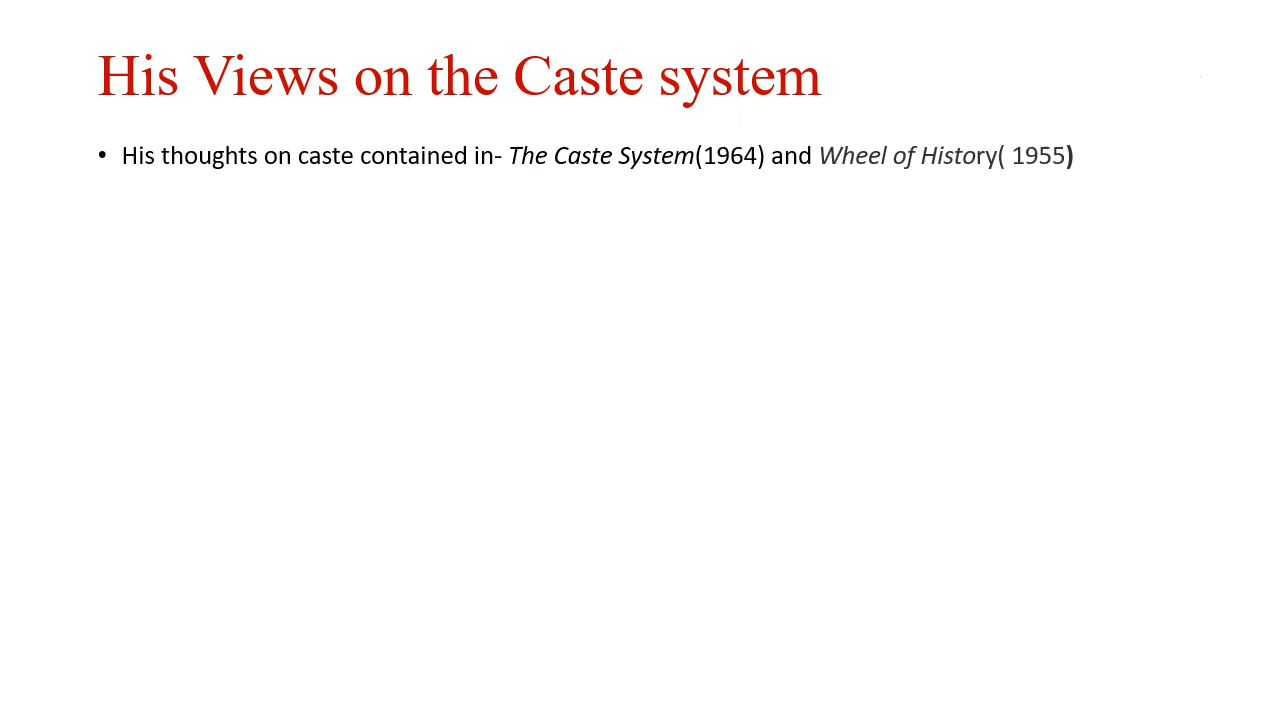 His Views on the Caste system
• His thoughts on caste contained in- The Caste System(1964) and Wheel of History( 1955)